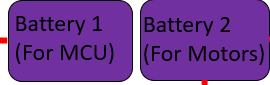 Battery 1
(For MCU)
Battery 2
(For Motors)